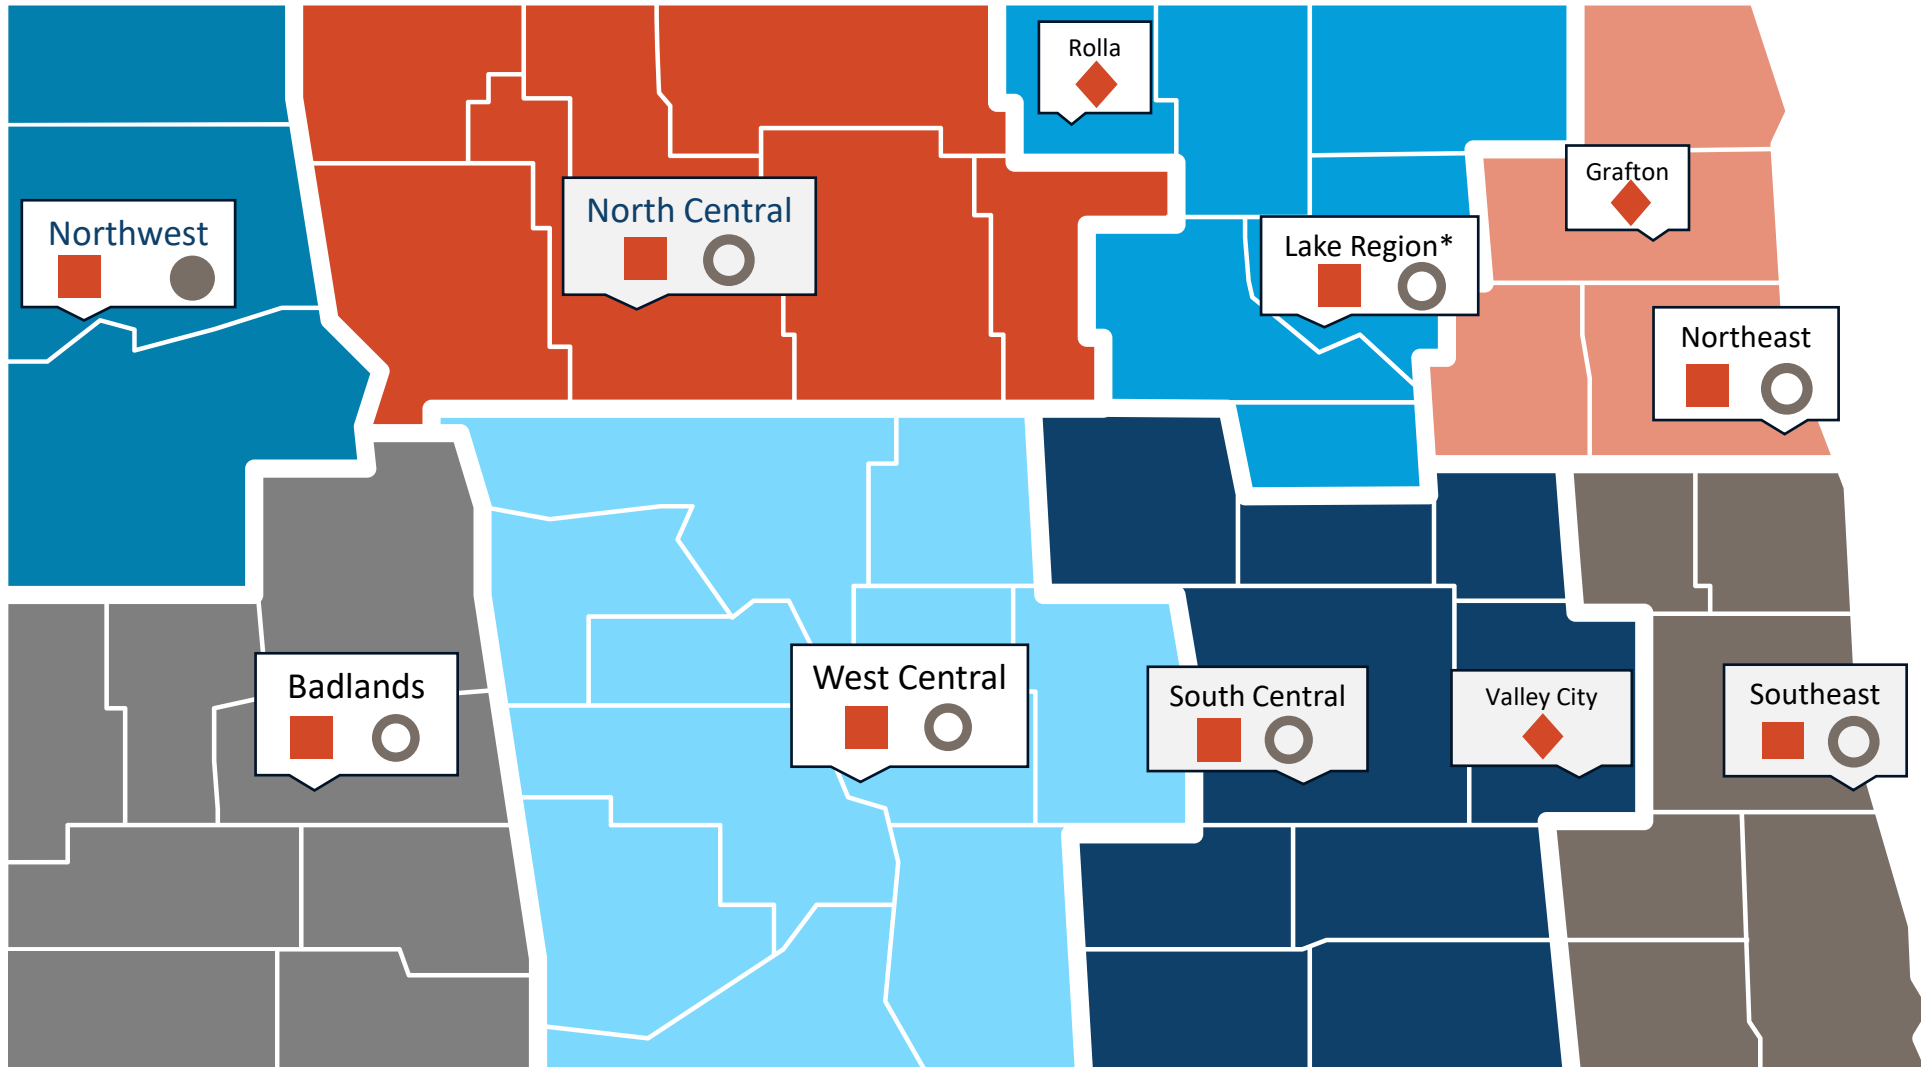 Rolla
Grafton
North Central
Northwest
Lake Region*
Northeast
Badlands
West Central
South Central
Valley City
Southeast